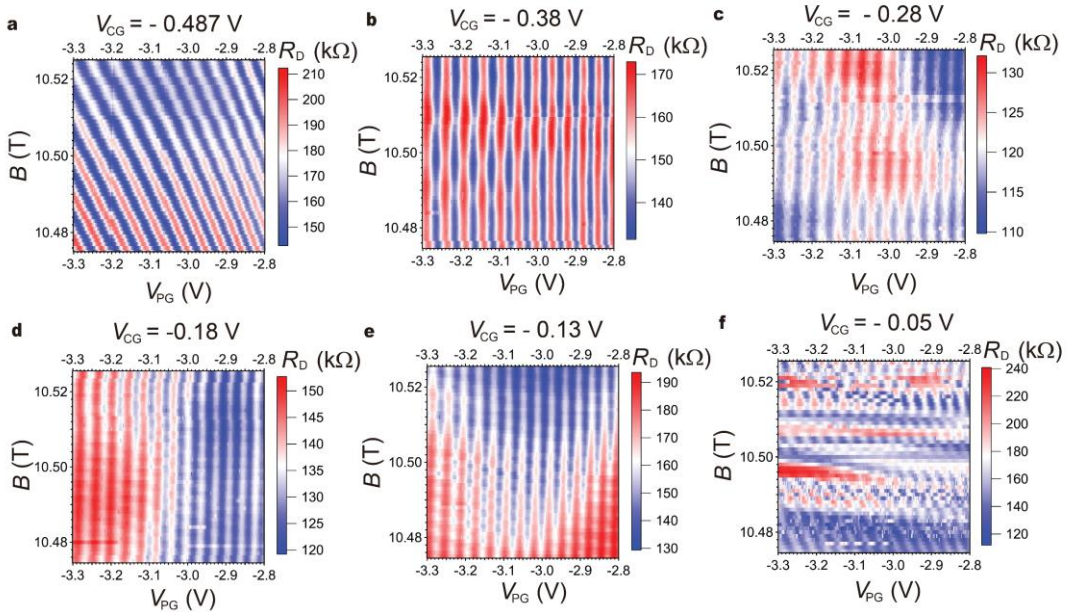 a
V_CG = - 0.487 V
-3.3 -3.2 -3.1 -3.0 -2.9 -2.8
R_D (kΩ)
10.52
10.50
10.48
B (T)
210
200
190
180
170
160
150
-3.3 -3.2 -3.1 -3.0 -2.9 -2.8
V_PG (V)
b
V_CG = - 0.38 V
-3.3 -3.2 -3.1 -3.0 -2.9 -2.8
R_D (kΩ)
10.52
10.50
10.48
B (T)
170
160
150
140
-3.3 -3.2 -3.1 -3.0 -2.9 -2.8
V_PG (V)
c
V_CG = - 0.28 V
-3.3 -3.2 -3.1 -3.0 -2.9 -2.8
R_D (kΩ)
10.52
10.50
10.48
B (T)
130
125
120
115
110
-3.3 -3.2 -3.1 -3.0 -2.9 -2.8
V_PG (V)
d
V_CG = -0.18 V
-3.3 -3.2 -3.1 -3.0 -2.9 -2.8
R_D (kΩ)
10.52
10.50
10.48
B (T)
150
145
140
135
130
125
120
-3.3 -3.2 -3.1 -3.0 -2.9 -2.8
V_PG (V)
e
V_CG = - 0.13 V
-3.3 -3.2 -3.1 -3.0 -2.9 -2.8
R_D (kΩ)
10.52
10.50
10.48
B (T)
190
180
170
160
150
140
130
-3.3 -3.2 -3.1 -3.0 -2.9 -2.8
V_PG (V)
f
V_CG = - 0.05 V
-3.3 -3.2 -3.1 -3.0 -2.9 -2.8
R_D (kΩ)
10.52
10.50
10.48
B (T)
240
220
200
180
160
140
120
-3.3 -3.2 -3.1 -3.0 -2.9 -2.8
V_PG (V)